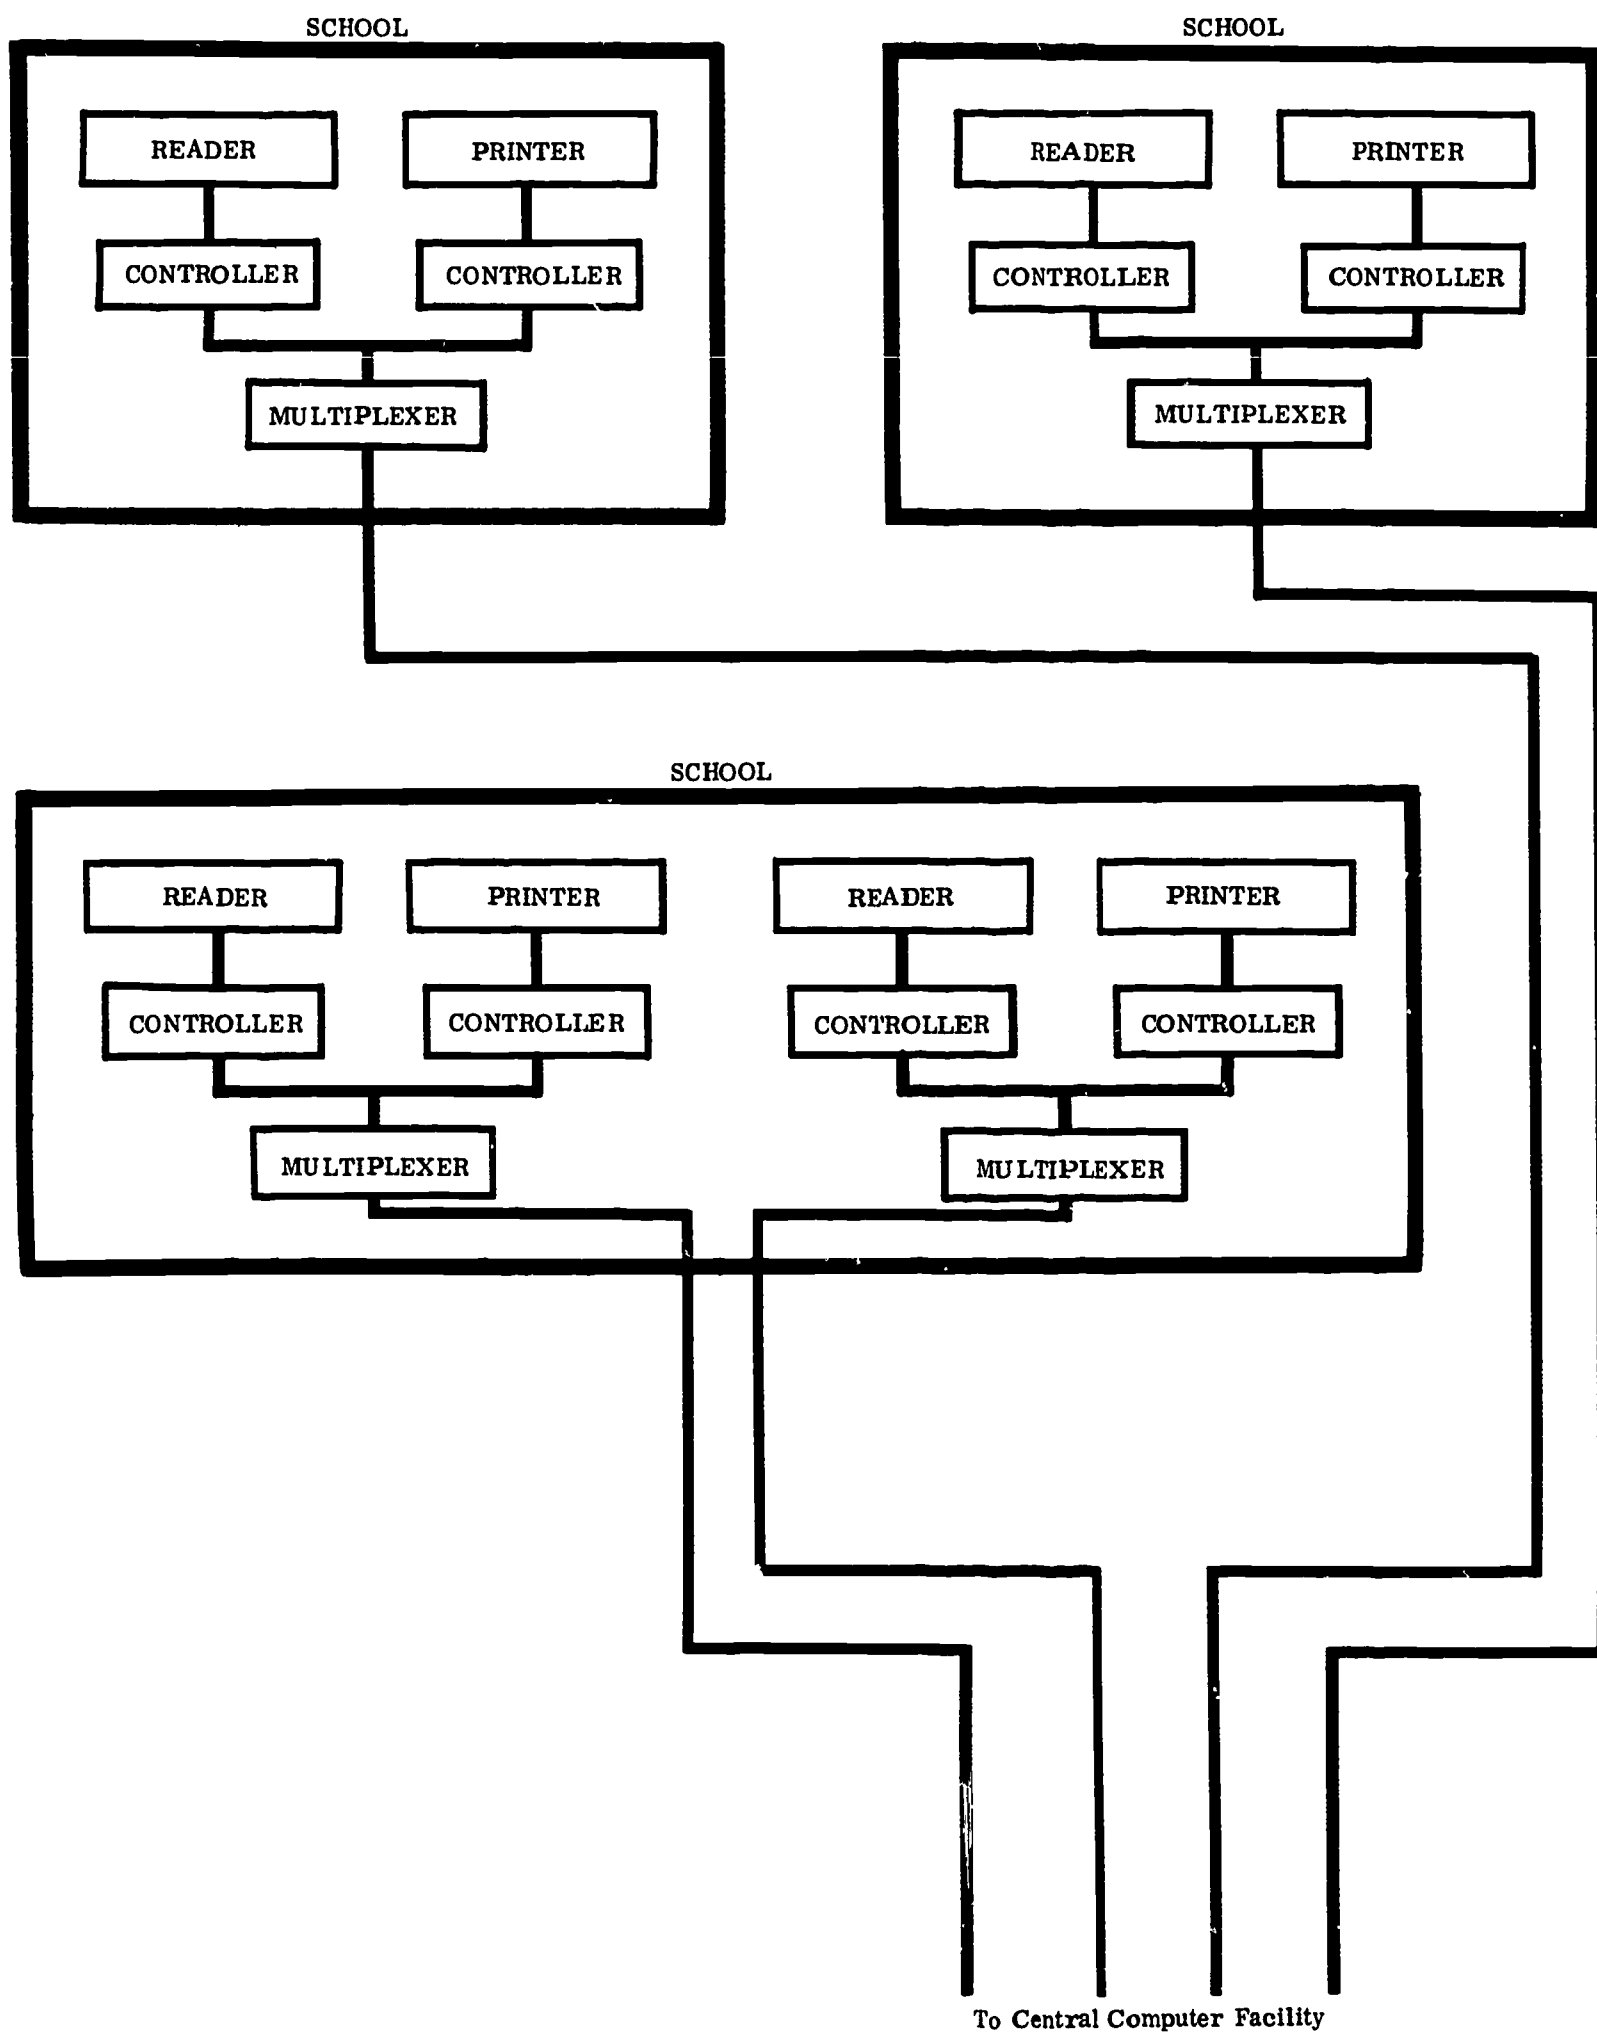 SCHOOL
READER
PRINTER
CONTROLLER
CONTROLLER
MULTIPLEXER
SCHOOL
READER
PRINTER
CONTROLLER
CONTROLLER
MULTIPLEXER
SCHOOL
READER
PRINTER
CONTROLLER
CONTROLLER
MULTIPLEXER
READER
PRINTER
CONTROLLER
CONTROLLER
MULTIPLEXER
To Central Computer Facility